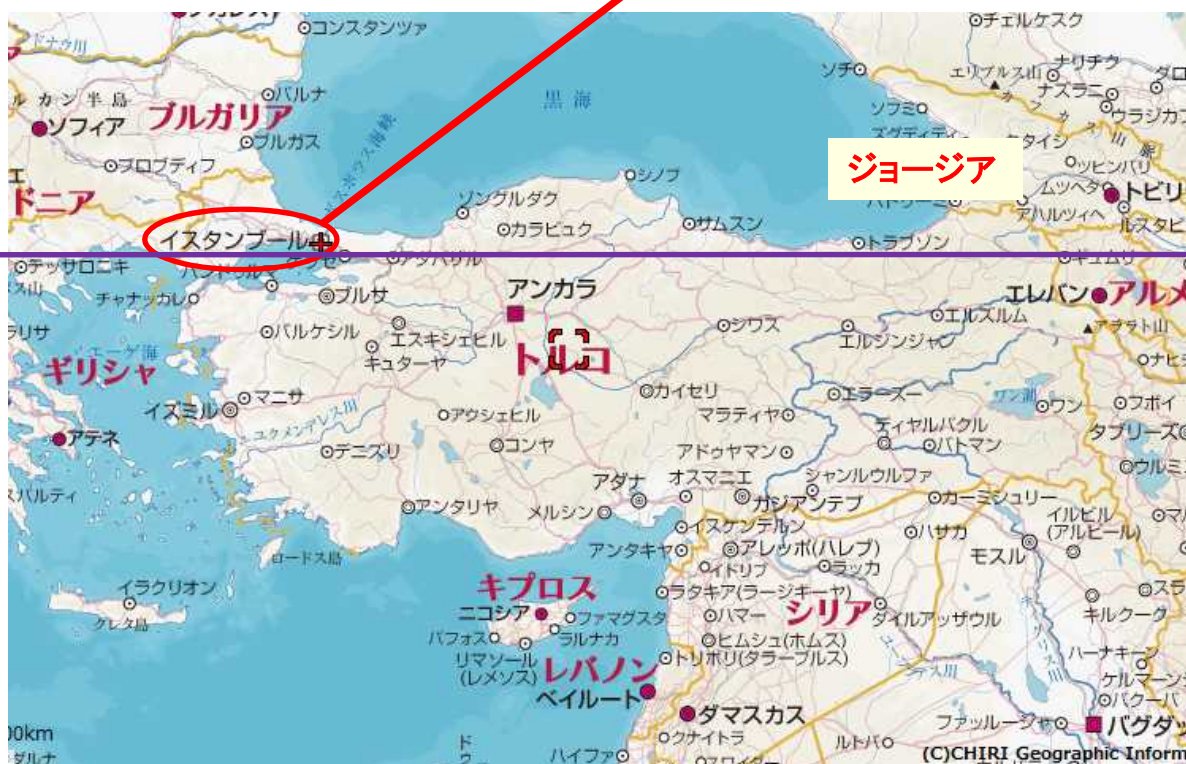 コンスタンツァ
チェルケスク
ドナウ川
ソチ
エリブルス山
ナリチク
ナスラニ
バルナ
黒海
ソフミ
ウラジカフ
ソフィア
ブルガリア
ブルガス
プロブディフ
シノプ
ツヒンバリ
ジョージア
ムツヘタ
トビリ
ドニア
ゾングルダク
カラビュク
サムスン
アハルツィヘ
ルスタビ
イスタンブール
トラブゾン
テッサロニキ
チャナッカレ
ブルサ
アンカラ
エレバン
アルメ
エルズルム
バルケシル
エスキシェヒル
シワス
エルジンジャン
アララト山
エーゲ海
キュターヤ
トルコ
ギリシャ
マニサ
カイセリ
エラーズー
ワン湖
ワン
フボイ
イズミル
アウシェヒル
マラティヤ
ディヤルバクル
タブリーズ
アテネ
デニズリ
コンヤ
アドゥヤマン
バトマン
アダナ
オスマニエ
シャンルウルファ
アンタリヤ
メルシン
ガジアンテプ
カーミシュリー
イルビル
(アルビール)
イスケンデルン
ハサカ
ロードス島
アンタキヤ
アレッポ(ハレブ)
モスル
イドリブ
ラッカ
イラクリオン
キプロス
ラタキア(ラージキーヤ)
クレタ島
ニコシア
ファマグスタ
ハマー
シリア
ダイルアッザウル
キルクーク
パフォス
ラルナカ
ヒムシュ(ホムス)
リマソール
(レメソス)
レバノン
トリポリ(タラーブルス)
ベイルート
ダマスカス
ファッルージャ
バグダッ
クナイトラ
ルトバ
ハイファ
(C)CHIRI Geographic Inform